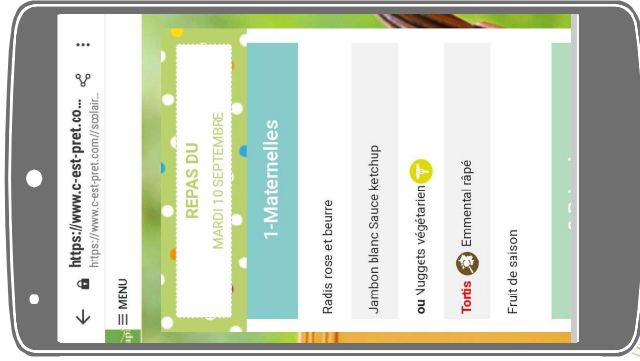 https://www.c-est-pret.co...
https://www.c-est-pret.com//scolair..
MENU
REPAS DU
MARDI 10 SEPTEMBRE
1-Maternelles
Radis rose et beurre
Jambon blanc Sauce ketchup
ou Nuggets végétarien
Tortis Emmental râpé
Fruit de saison